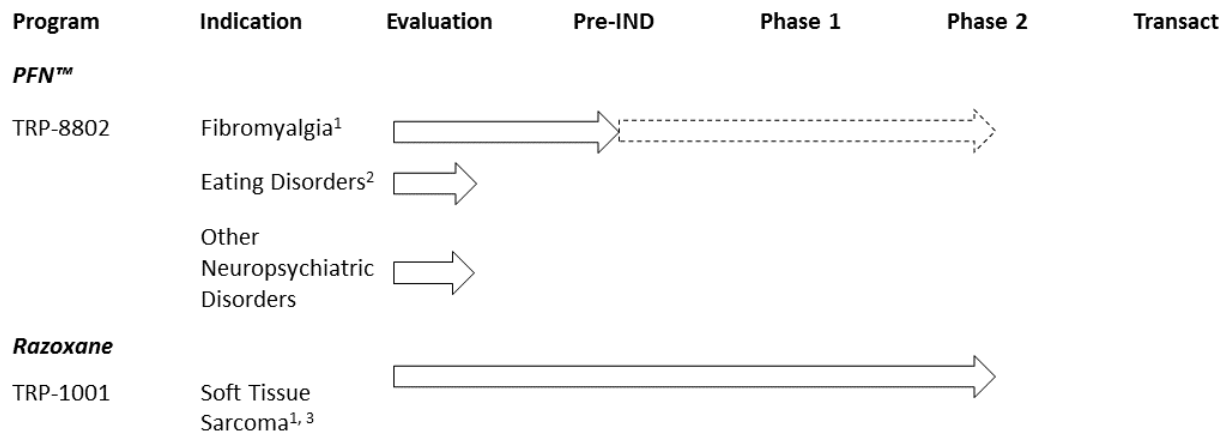 Program Indication Evaluation Pre-IND Phase 1 Phase 2 Transact
PFN™
TRP-8802 Fibromyalgia1
Eating Disorders2
Other
Neuropsychiatric
Disorders
Razoxane
TRP-1001 Soft Tissue
Sarcoma1, 3